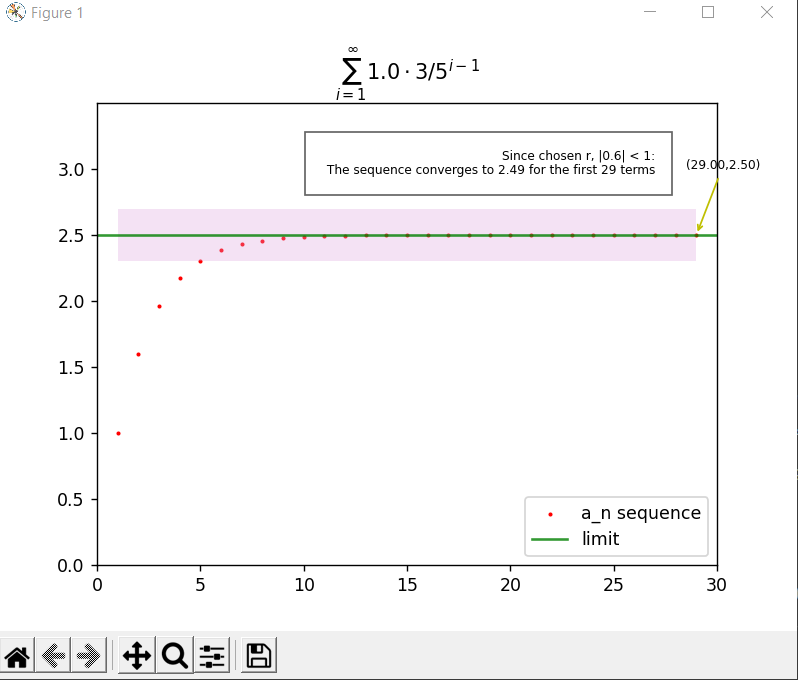 Figure 1
∞
∑ 1.0 · 3/5^{i − 1}
i = 1
Since chosen r, |0.6| < 1:
The sequence converges to 2.49 for the first 29 terms
(29.00,2.50)
3.0
2.5
2.0
1.5
1.0
0.5
0.0
a_n sequence
limit
0 5 10 15 20 25 30